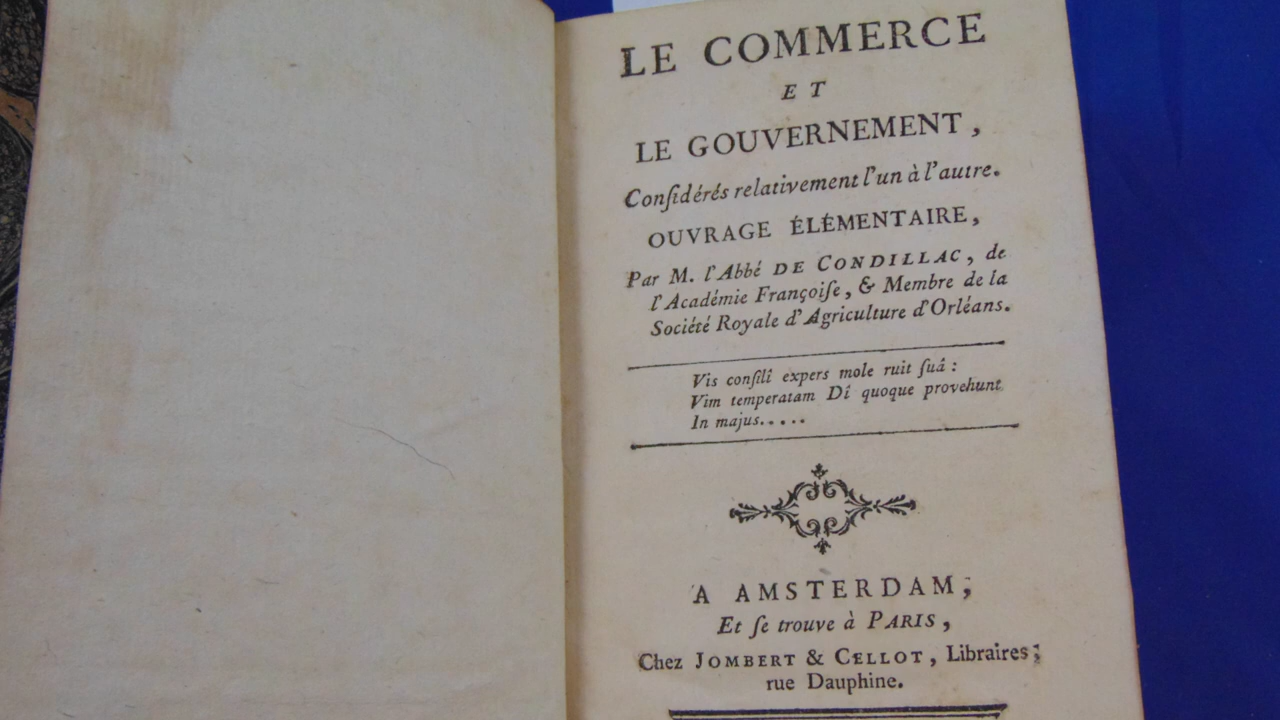 LE COMMERCE
ET
LE GOUVERNEMENT,
Conſidérés relativement l'un à l'autre.
OUVRAGE ÉLÉMENTAIRE,
Par M. l'Abbé DE CONDILLAC, de
l'Académie Françoiſe, & Membre de la
Société Royale d'Agriculture d'Orléans.
Vis conſilî expers mole ruit ſuâ :
Vim temperatam Dî quoque provehunt
In majus.....
A AMSTERDAM,
Et ſe trouve à PARIS,
Chez JOMBERT & CELLOT, Libraires;
rue Dauphine.